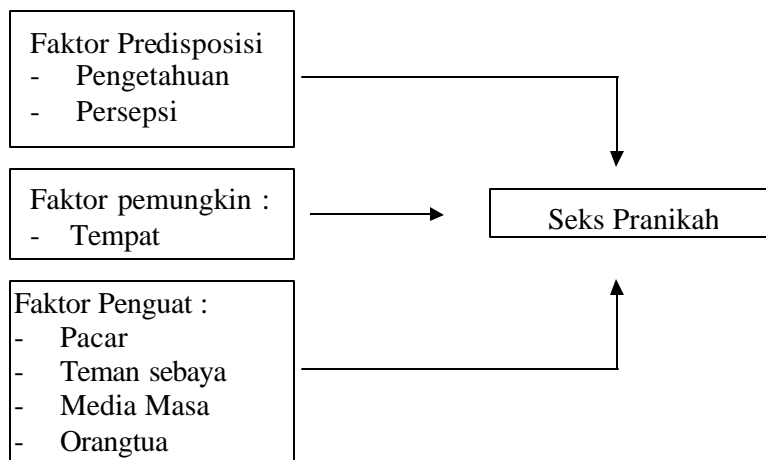 Faktor Predisposisi
- Pengetahuan
- Persepsi
Faktor pemungkin :
- Tempat
Seks Pranikah
Faktor Penguat :
- Pacar
- Teman sebaya
- Media Masa
- Orangtua